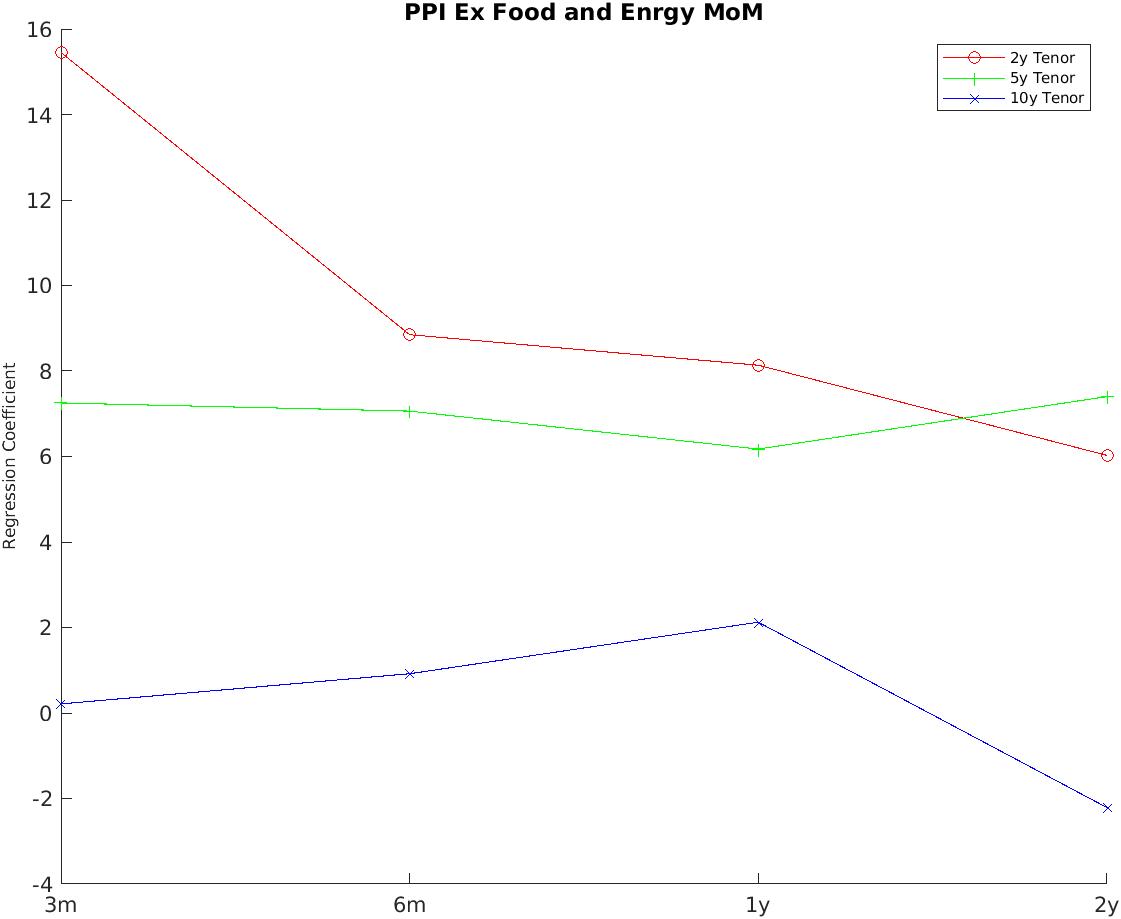 PPI Ex Food and Enrgy MoM
2y Tenor
5y Tenor
10y Tenor
Regression Coefficient
16
14
12
10
8
6
4
2
0
-2
-4
3m 6m 1y 2y